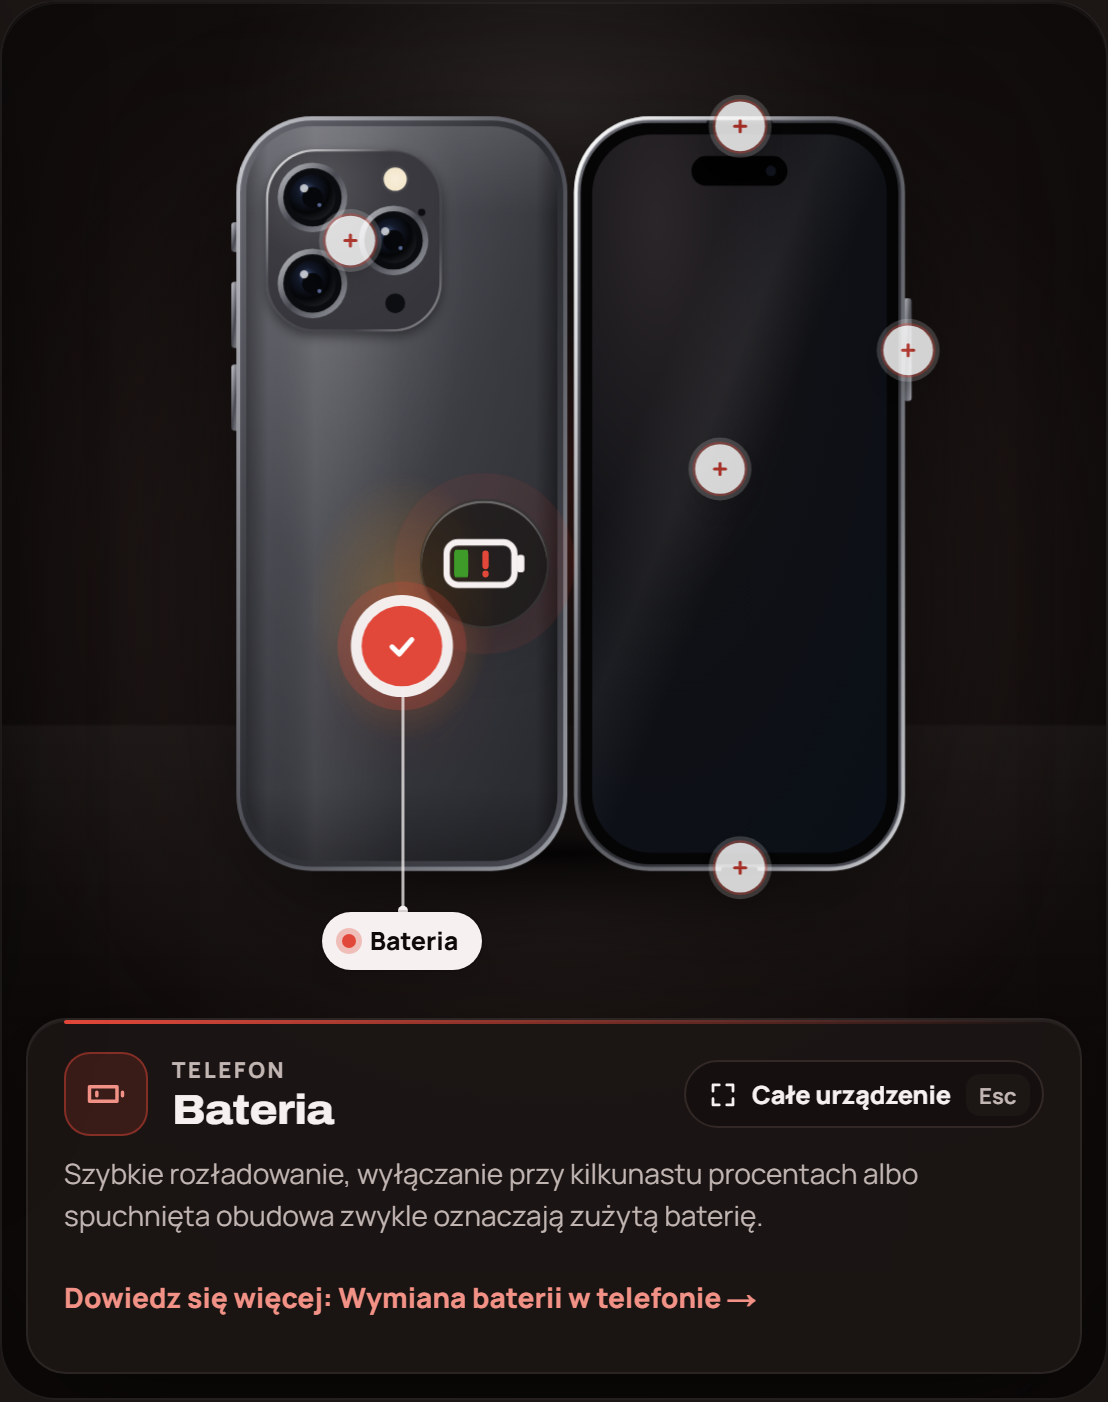 Bateria
TELEFON
Bateria
Całe urządzenie Esc
Szybkie rozładowanie, wyłączanie przy kilkunastu procentach albo
spuchnięta obudowa zwykle oznaczają zużytą baterię.
Dowiedz się więcej: Wymiana baterii w telefonie →